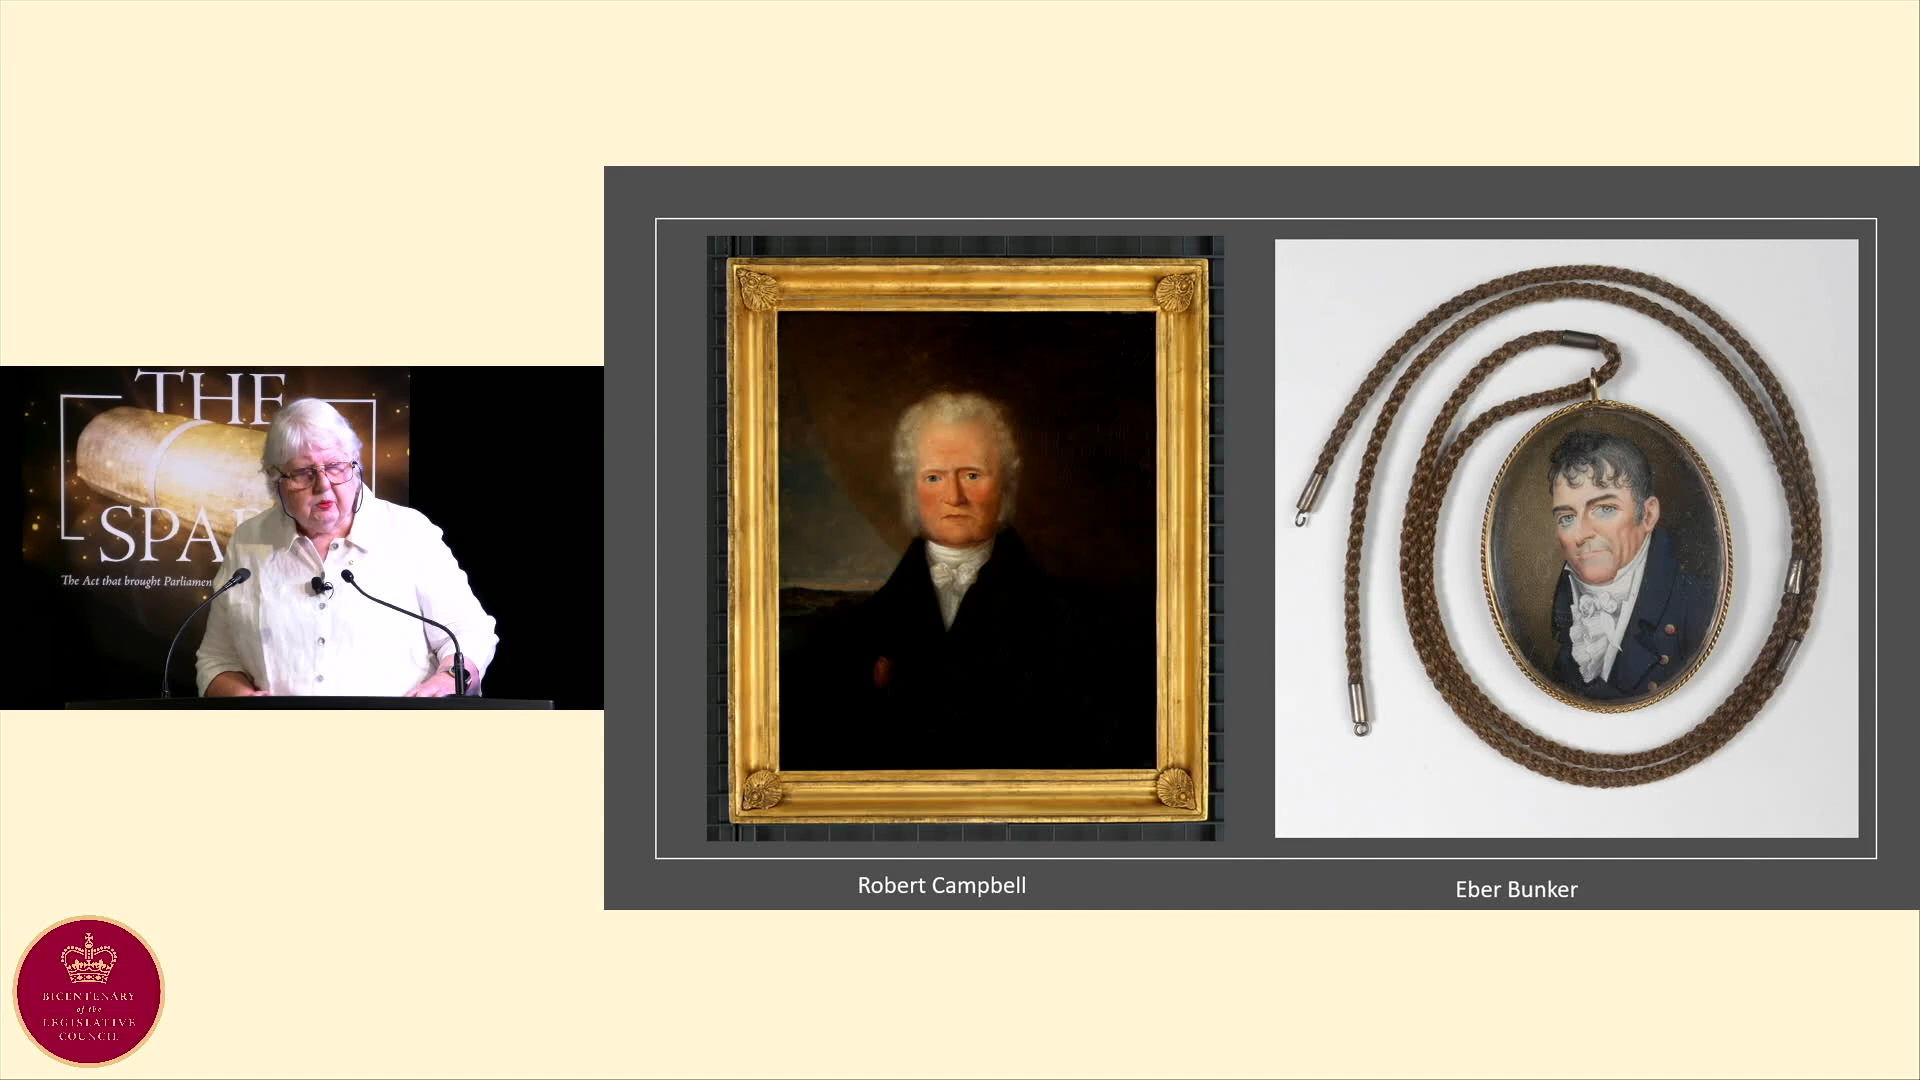 THE
SPA
The Act that brought Parliamen
Robert Campbell
Eber Bunker
BICENTENARY
of the
LEGISLATIVE
COUNCIL